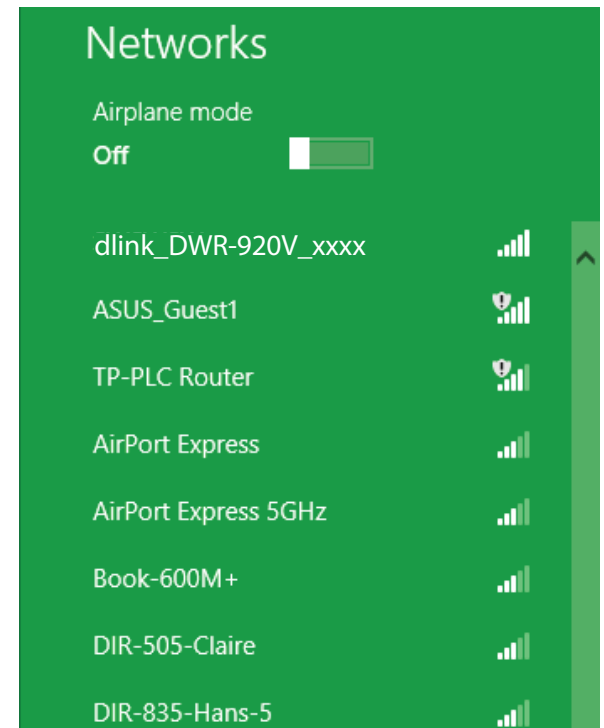 Networks
Airplane mode
Off
dlink_DWR-920V_xxxx
ASUS_Guest1
TP-PLC Router
AirPort Express
AirPort Express 5GHz
Book-600M+
DIR-505-Claire
DIR-835-Hans-5